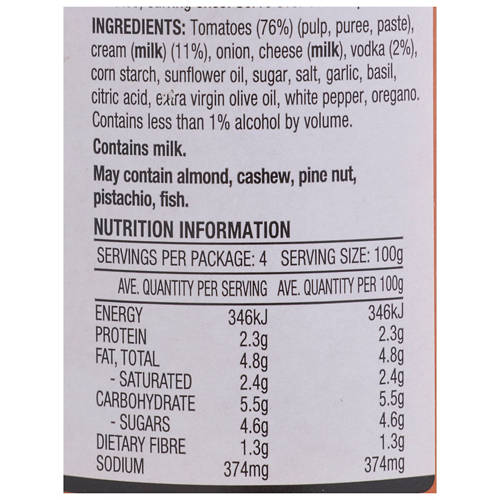 INGREDIENTS: Tomatoes (76%) (pulp, puree, paste),
cream (milk) (11%), onion, cheese (milk), vodka (2%),
corn starch, sunflower oil, sugar, salt, garlic, basil,
citric acid, extra virgin olive oil, white pepper, oregano.
Contains less than 1% alcohol by volume.
Contains milk.
May contain almond, cashew, pine nut,
pistachio, fish.
NUTRITION INFORMATION
SERVINGS PER PACKAGE: 4 SERVING SIZE: 100g
AVE. QUANTITY PER SERVING AVE. QUANTITY PER 100g
ENERGY 346kJ 346kJ
PROTEIN 2.3g 2.3g
FAT, TOTAL 4.8g 4.8g
- SATURATED 2.4g 2.4g
CARBOHYDRATE 5.5g 5.5g
- SUGARS 4.6g 4.6g
DIETARY FIBRE 1.3g 1.3g
SODIUM 374mg 374mg